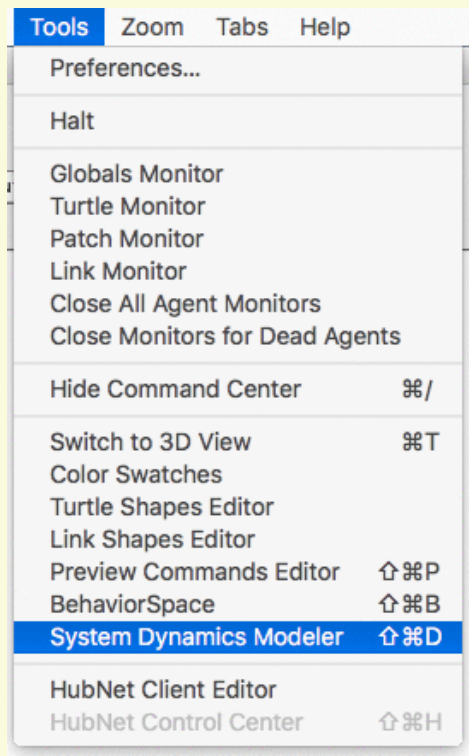 Tools Zoom Tabs Help
Preferences...
Halt
Globals Monitor
Turtle Monitor
Patch Monitor
Link Monitor
Close All Agent Monitors
Close Monitors for Dead Agents
Hide Command Center ⌘/
Switch to 3D View ⌘T
Color Swatches
Turtle Shapes Editor
Link Shapes Editor
Preview Commands Editor ⇧⌘P
BehaviorSpace ⇧⌘B
System Dynamics Modeler ⇧⌘D
HubNet Client Editor
HubNet Control Center ⇧⌘H